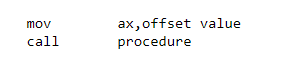 mov ax,offset value
call procedure